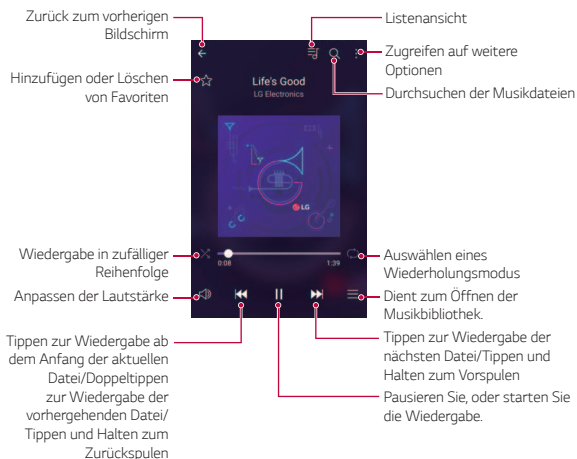 Zurück zum vorherigen
Bildschirm
Hinzufügen oder Löschen
von Favoriten
Wiedergabe in zufälliger
Reihenfolge
Anpassen der Lautstärke
Tippen zur Wiedergabe ab
dem Anfang der aktuellen
Datei/Doppeltippen
zur Wiedergabe der
vorhergehenden Datei/
Tippen und Halten zum
Zurückspulen
Life's Good
LG Electronics
LG
0:08
1:39
Listenansicht
Zugreifen auf weitere
Optionen
Durchsuchen der Musikdateien
Auswählen eines
Wiederholungsmodus
Dient zum Öffnen der
Musikbibliothek.
Tippen zur Wiedergabe der
nächsten Datei/Tippen und
Halten zum Vorspulen
Pausieren Sie, oder starten Sie
die Wiedergabe.